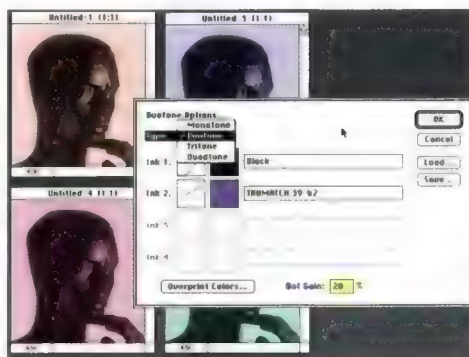 Untitled-1 (1:1)
Untitled 5 (1:1)
Duotone Options
Type:
Monotone
Duotone
Tritone
Quadtone
Ink 1.
Black
Ink 2.
TRUMATCH 39-b2
Ink 3
Ink 4
Overprint Colors...
Dot Gain: 20 %
OK
Cancel
Load
Save...
Untitled 4 (1:1)